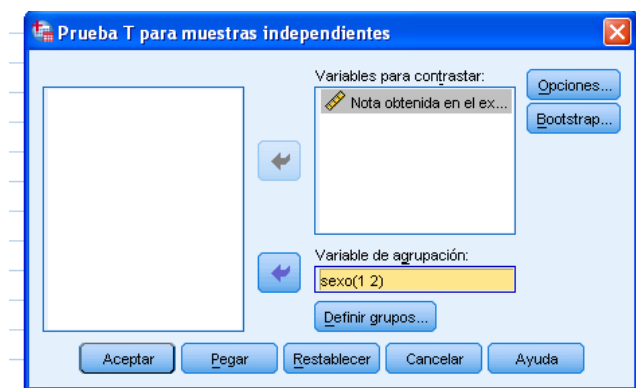 Prueba T para muestras independientes
Variables para contrastar:
Nota obtenida en el ex...
Opciones...
Bootstrap...
Variable de agrupación:
sexo(1 2)
Definir grupos...
Aceptar
Pegar
Restablecer
Cancelar
Ayuda